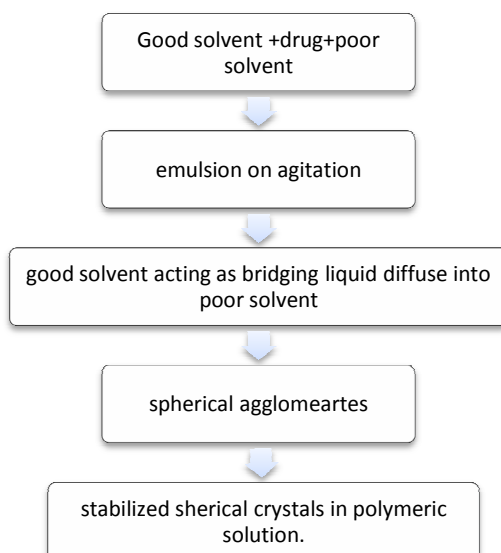 Good solvent +drug+poor
solvent
emulsion on agitation
good solvent acting as bridging liquid diffuse into
poor solvent
spherical agglomeartes
stabilized sherical crystals in polymeric
solution.